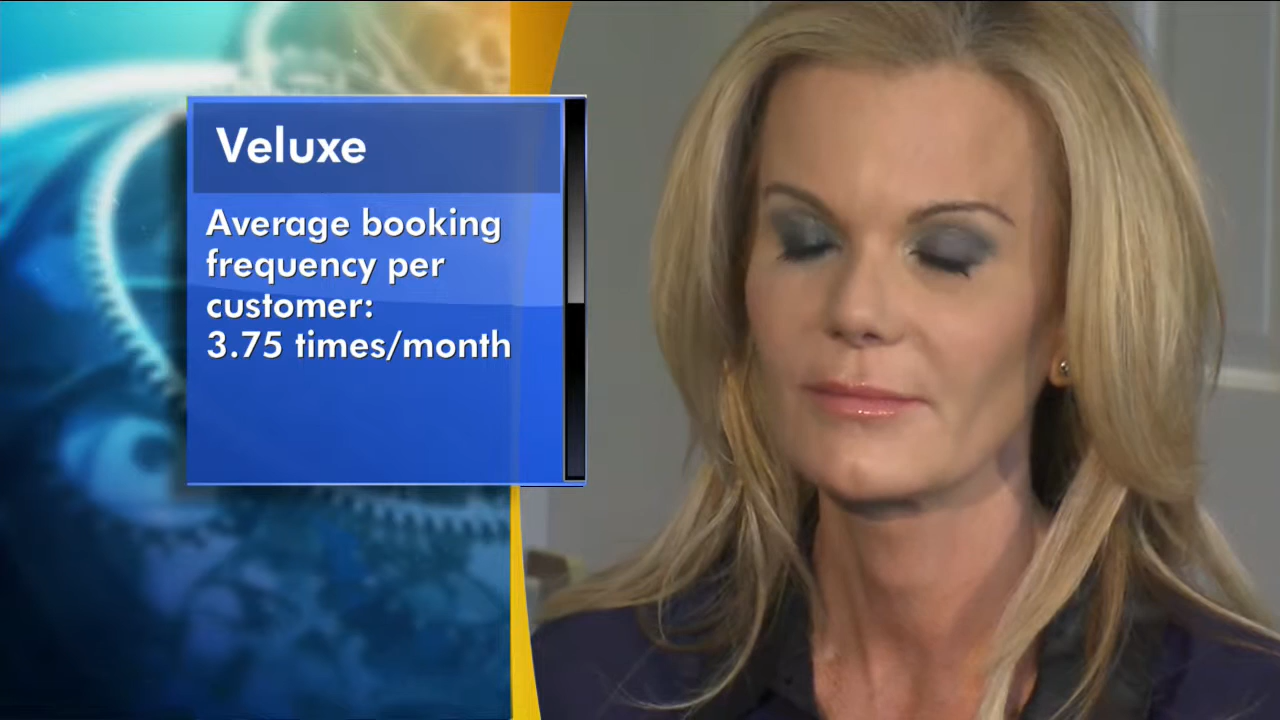 Veluxe
Average booking
frequency per
customer:
3.75 times/month